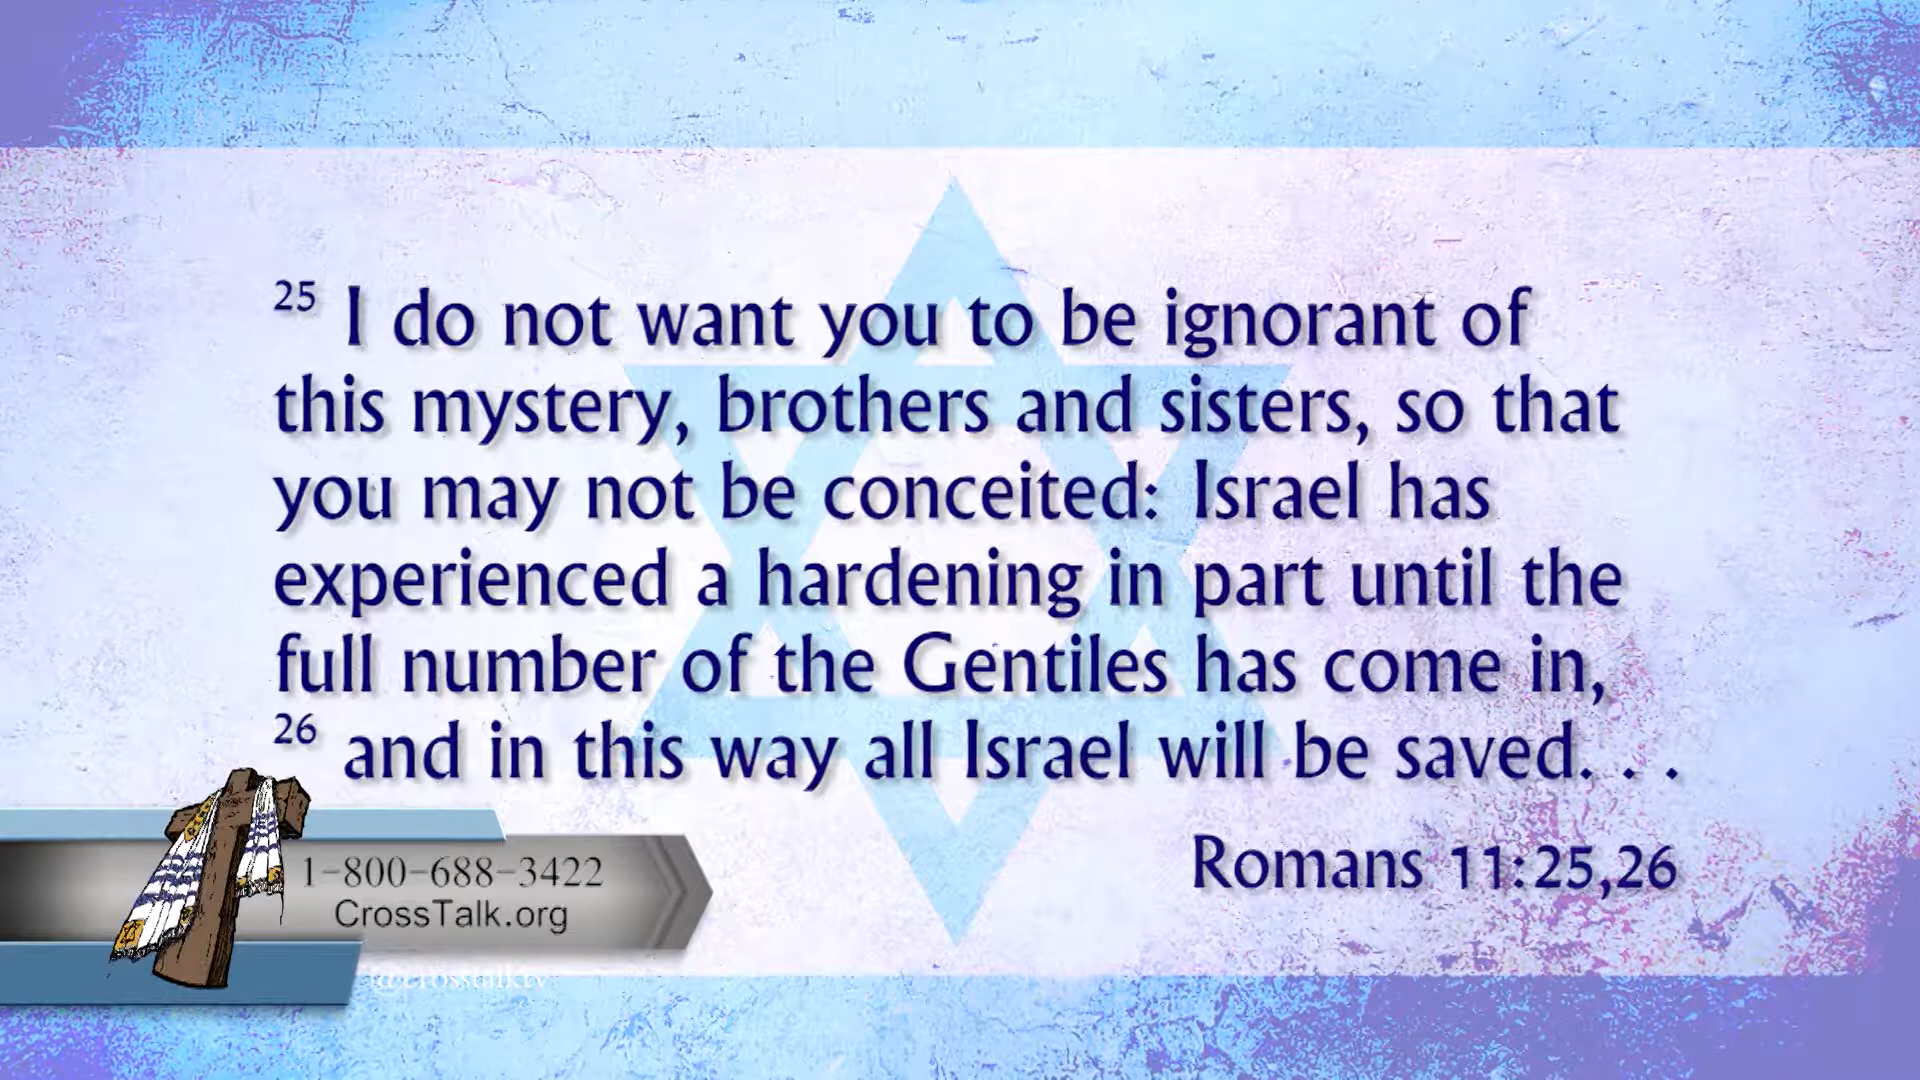 25 I do not want you to be ignorant of
this mystery, brothers and sisters, so that
you may not be conceited: Israel has
experienced a hardening in part until the
full number of the Gentiles has come in,
26 and in this way all Israel will be saved. . .
Romans 11:25,26
1-800-688-3422
CrossTalk.org
@crosstalktv